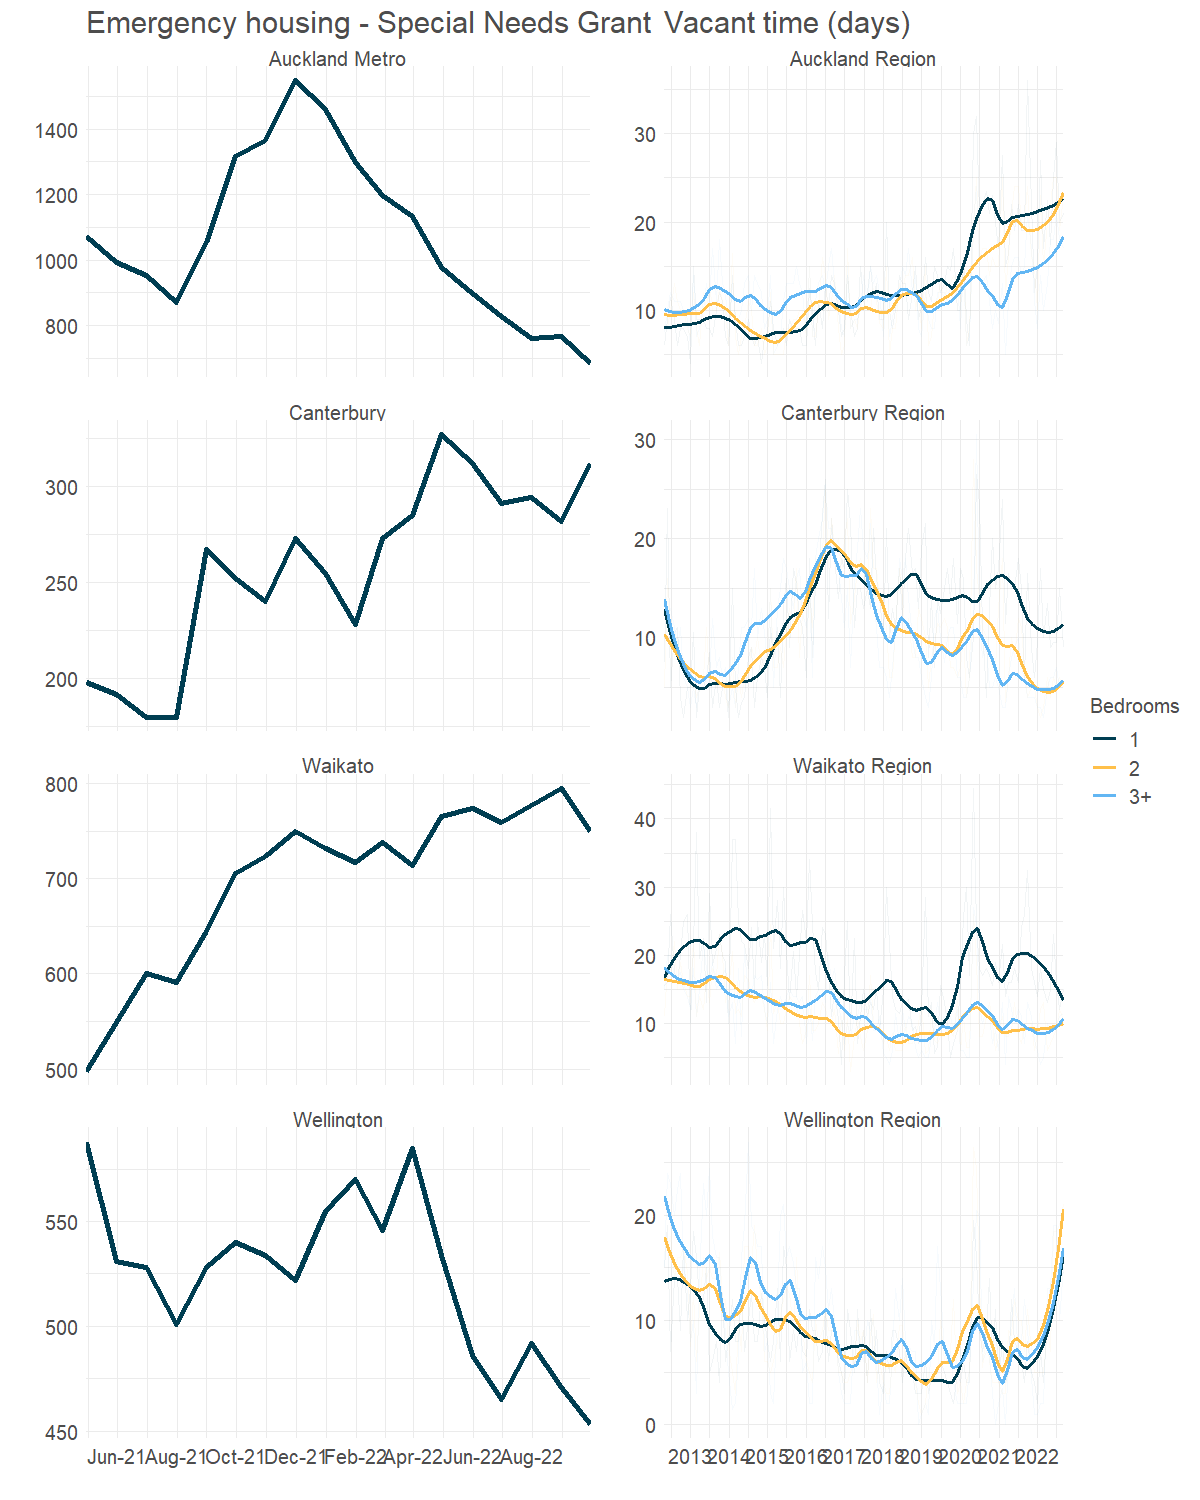 Emergency housing - Special Needs Grant
Auckland Metro
1400
1200
1000
800
Canterbury
300
250
200
Waikato
800
700
600
500
Wellington
550
500
450
Jun-21 Aug-21 Oct-21 Dec-21 Feb-22 Apr-22 Jun-22 Aug-22
Vacant time (days)
Auckland Region
30
20
10
Canterbury Region
30
20
10
Waikato Region
40
30
20
10
Wellington Region
20
10
0
2013 2014 2015 2016 2017 2018 2019 2020 2021 2022
Bedrooms
1
2
3+